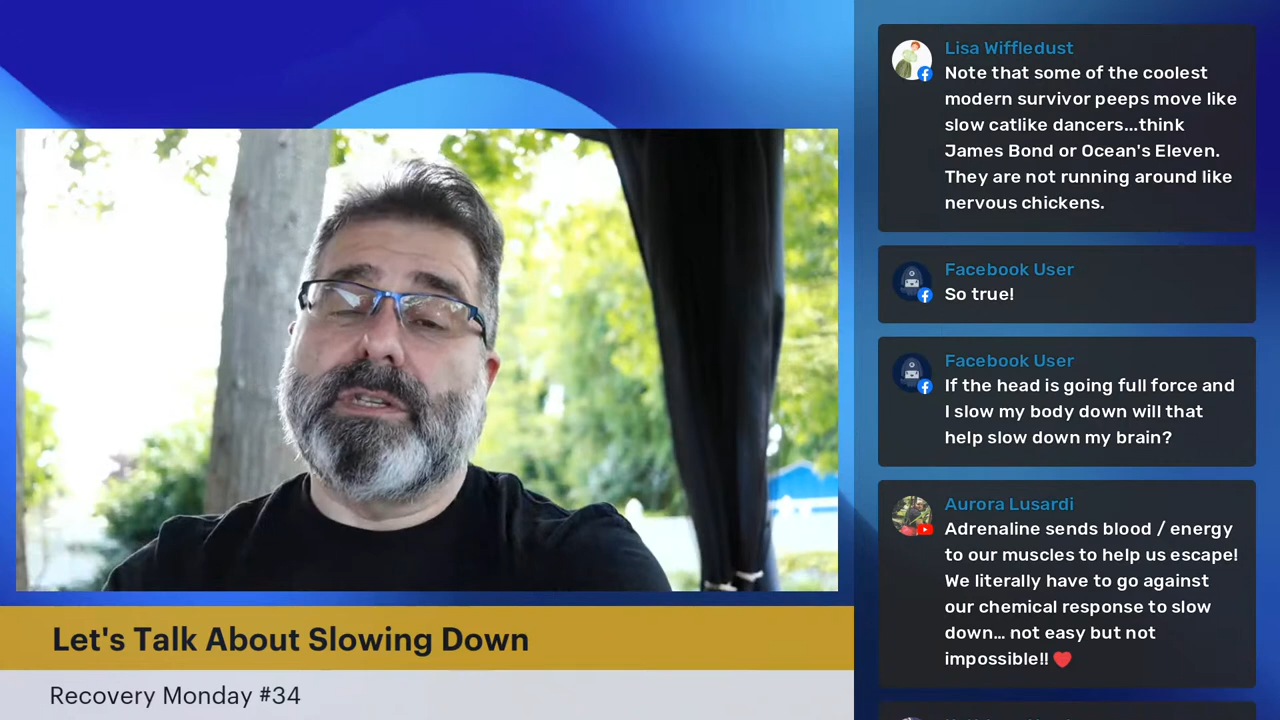 Let's Talk About Slowing Down
Recovery Monday #34
Lisa Wiffledust
Note that some of the coolest
modern survivor peeps move like
slow catlike dancers...think
James Bond or Ocean's Eleven.
They are not running around like
nervous chickens.
Facebook User
So true!
Facebook User
If the head is going full force and
I slow my body down will that
help slow down my brain?
Aurora Lusardi
Adrenaline sends blood / energy
to our muscles to help us escape!
We literally have to go against
our chemical response to slow
down... not easy but not
impossible!! ❤️